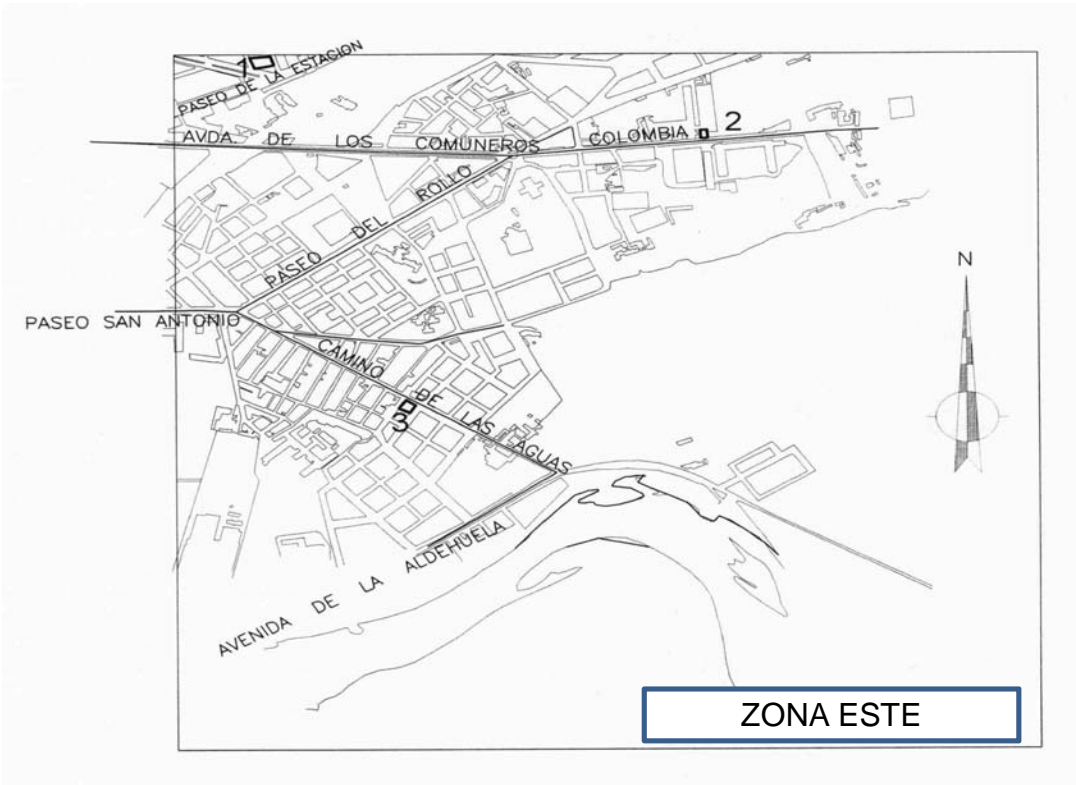 1
PASEO DE LA ESTACION
AVDA. DE LOS COMUNEROS
COLOMBIA
2
PASEO DEL ROLLO
N
PASEO SAN ANTONIO
CAMINO DE LAS AGUAS
3
AVENIDA DE LA ALDEHUELA
ZONA ESTE